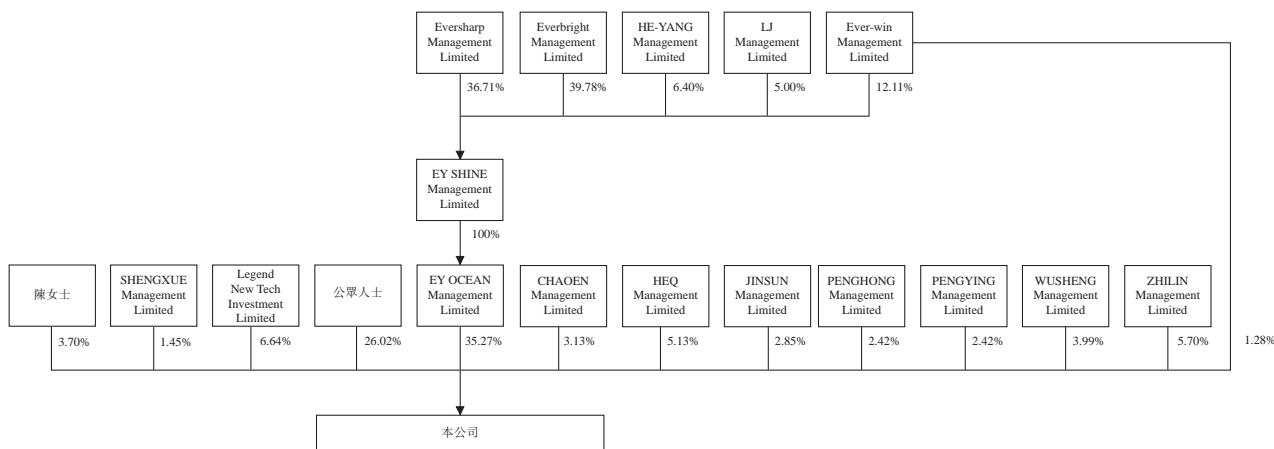 Eversharp
Management
Limited
Everbright
Management
Limited
HE-YANG
Management
Limited
LJ
Management
Limited
Ever-win
Management
Limited
36.71%
39.78%
6.40%
5.00%
12.11%
EY SHINE
Management
Limited
100%
陳女士
SHENGXUE
Management
Limited
Legend
New Tech
Investment
Limited
公眾人士
EY OCEAN
Management
Limited
CHAOEN
Management
Limited
HEQ
Management
Limited
JINSUN
Management
Limited
PENGHONG
Management
Limited
PENGYING
Management
Limited
WUSHENG
Management
Limited
ZHILIN
Management
Limited
3.70%
1.45%
6.64%
26.02%
35.27%
3.13%
5.13%
2.85%
2.42%
2.42%
3.99%
5.70%
1.28%
本公司